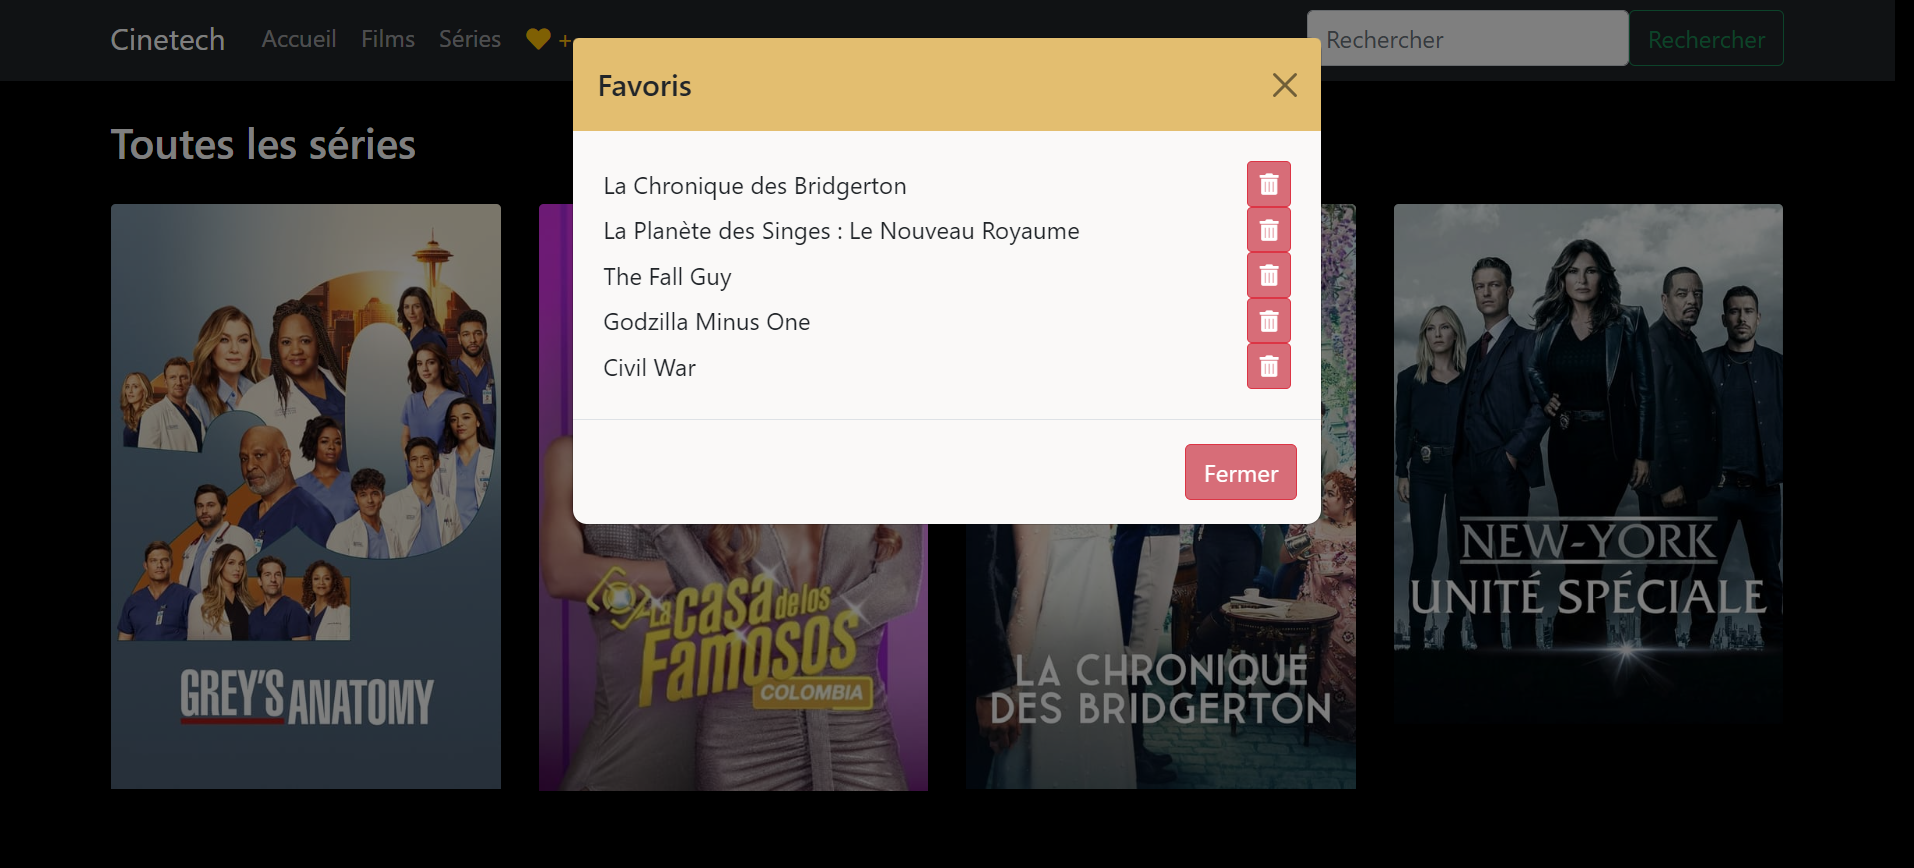 Cinetech Accueil Films Séries + Rechercher Rechercher
Favoris
Toutes les séries
La Chronique des Bridgerton
La Planète des Singes : Le Nouveau Royaume
The Fall Guy
Godzilla Minus One
Civil War
Fermer
20
GREY'S ANATOMY
La
CASA de los
Famosos
COLOMBIA
LA CHRONIQUE
DES BRIDGERTON
NEW-YORK
UNITÉ SPÉCIALE